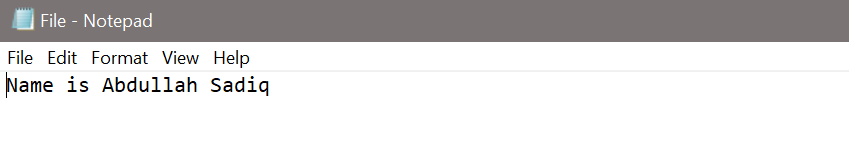 File - Notepad
File Edit Format View Help
Name is Abdullah Sadiq